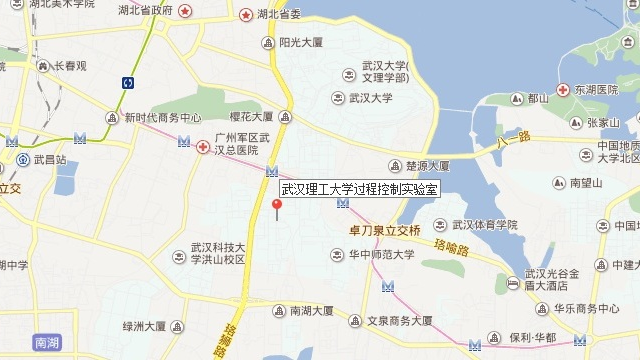 北美术学院
湖北省政府
湖北省委
阳光大厦
长春观
武汉大学(
文理学部)
武汉大学
东湖医院
都山
新时代商务中心
樱花大厦
张家山
八一路
广州军区武
汉总医院
中国地质
大学北区
武昌站
楚源大厦
立交
武汉理工大学过程控制实验室
南望山
武汉体育学院
卓刀泉立交桥
珞喻路
中国地
武汉科技大
学洪山校区
华中师范大学
湖中学
中建大
武汉光谷金
盾大酒店
南湖大厦
华乐商务中心
绿洲大厦
文泉商务大厦
珞狮路
南湖
保利·华都